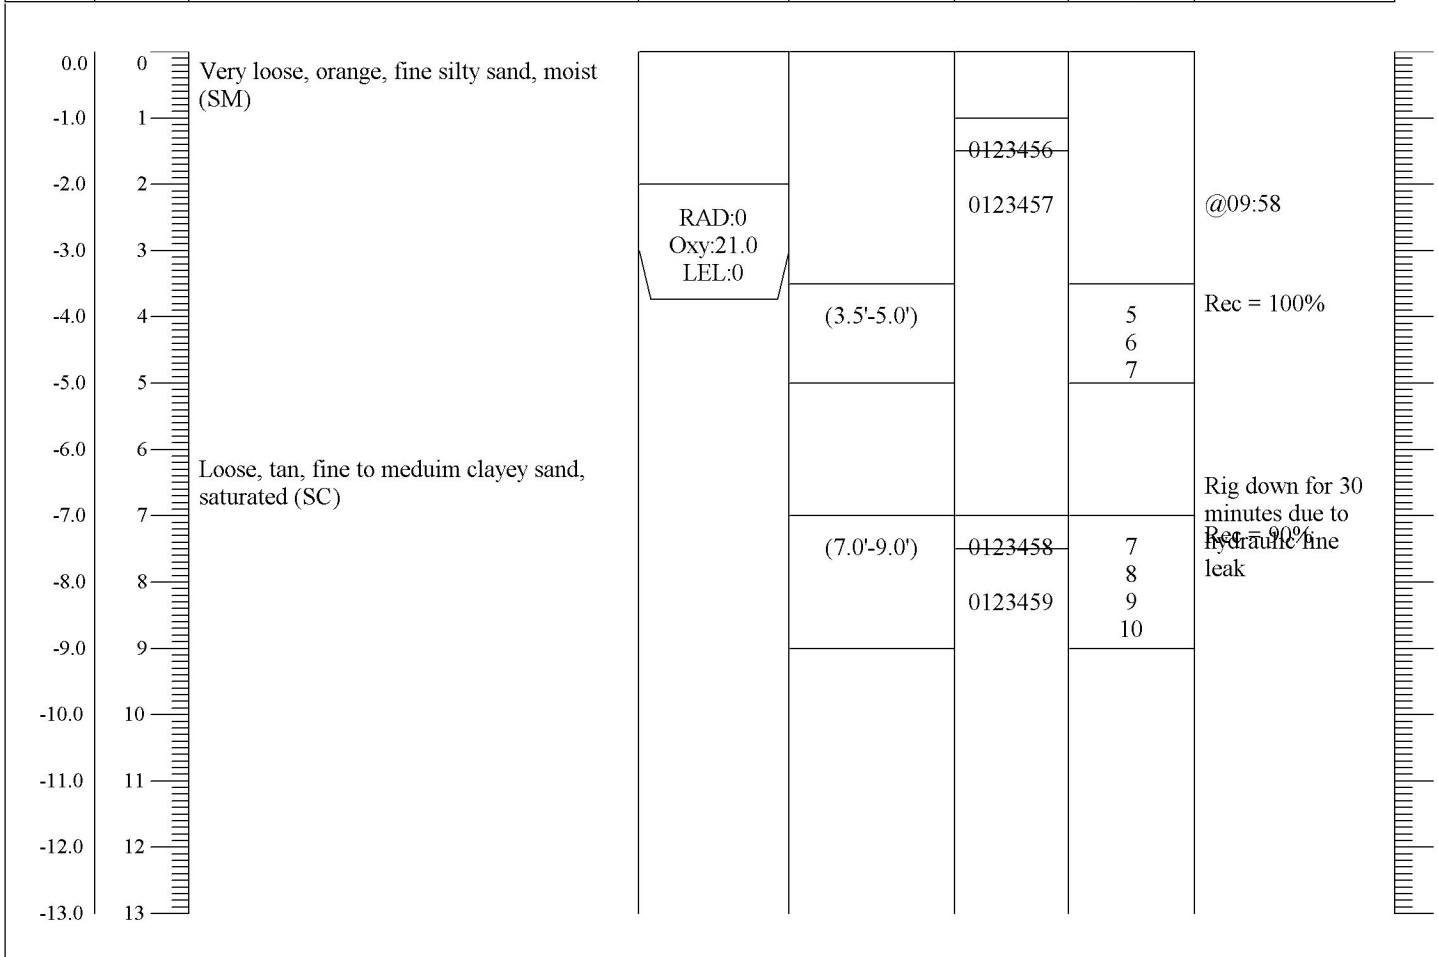 0.0 0 Very loose, orange, fine silty sand, moist
(SM)
-1.0 1
0123456
-2.0 2
0123457 @09:58
RAD:0
Oxy:21.0
-3.0 3
LEL:0
Rec = 100%
-4.0 4 (3.5'-5.0') 5
6
7
-5.0 5
-6.0 6
Loose, tan, fine to meduim clayey sand,
saturated (SC)
Rig down for 30
minutes due to
hydraulic line
leak
-7.0 7
Rec = 90%
(7.0'-9.0') 0123458 7
8
-8.0 8
0123459 9
10
-9.0 9
-10.0 10
-11.0 11
-12.0 12
-13.0 13